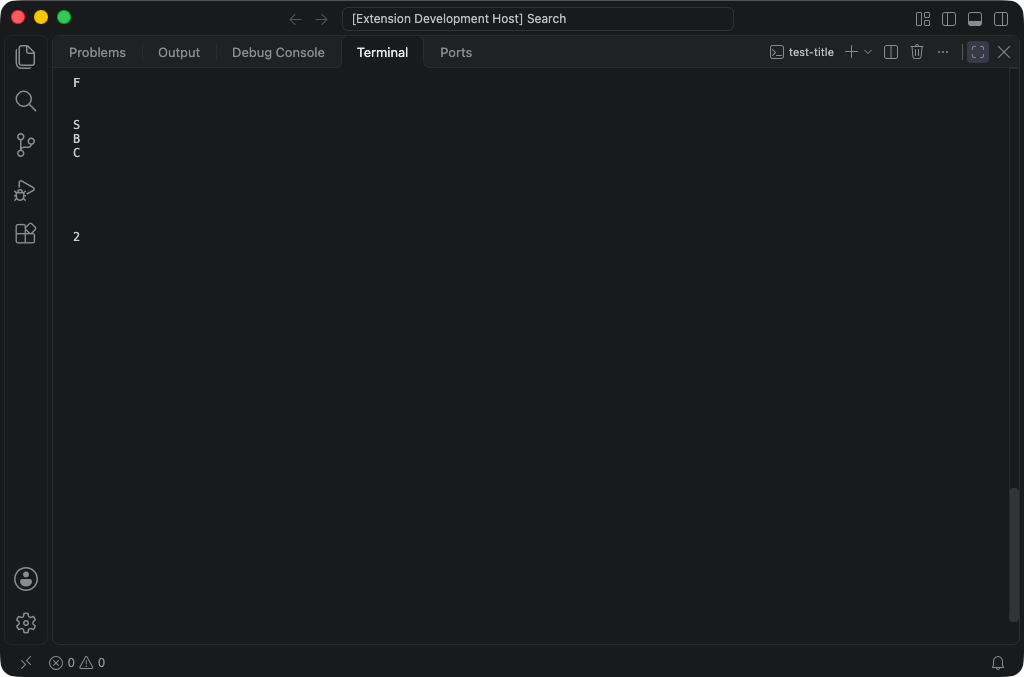 [Extension Development Host] Search
Problems Output Debug Console Terminal Ports test-title
F
S
B
C
2
0 0